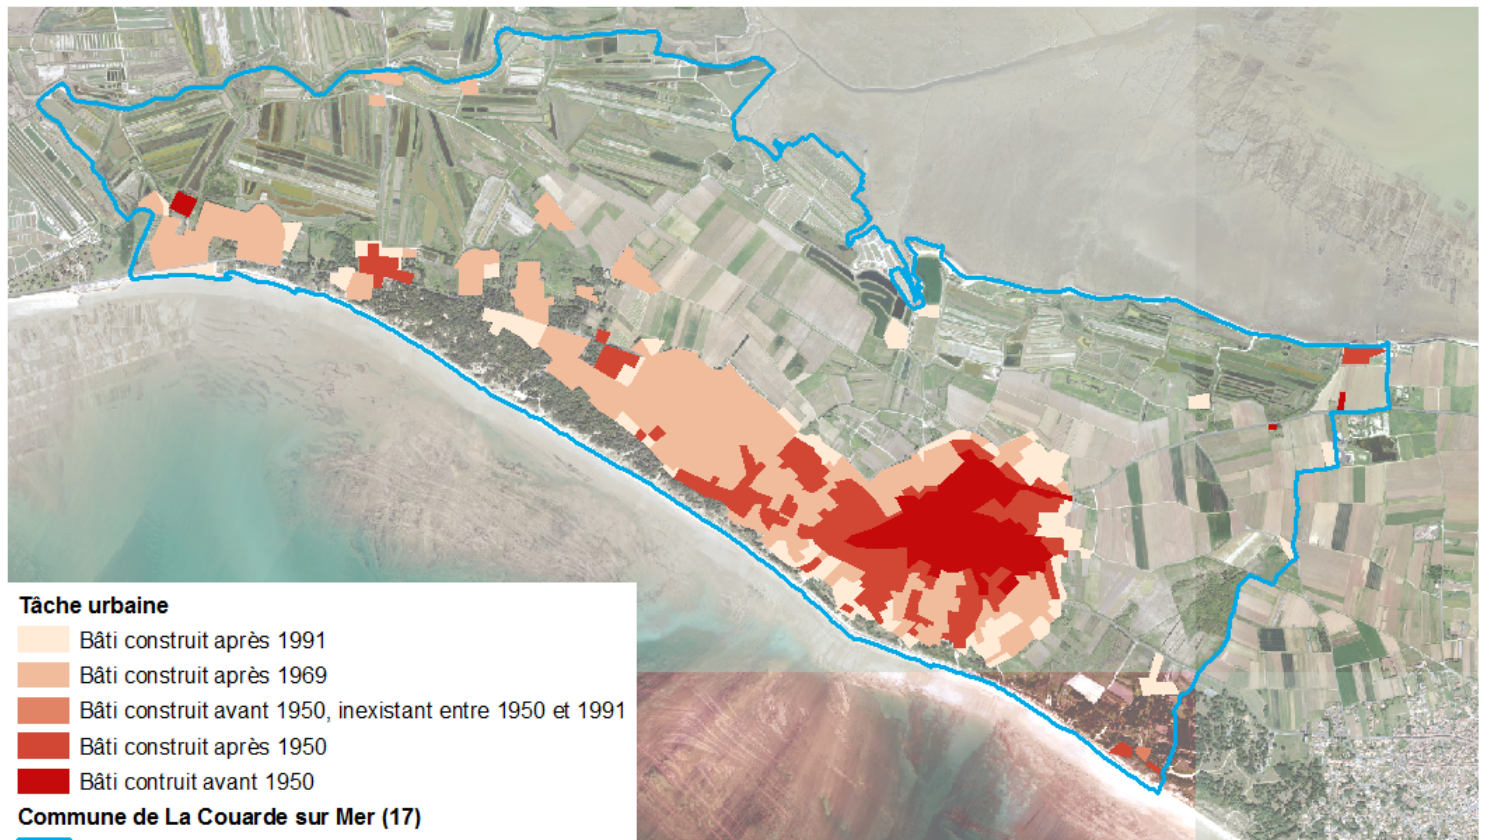 Tâche urbaine
Bâti construit après 1991
Bâti construit après 1969
Bâti construit avant 1950, inexistant entre 1950 et 1991
Bâti construit après 1950
Bâti contruit avant 1950
Commune de La Couarde sur Mer (17)